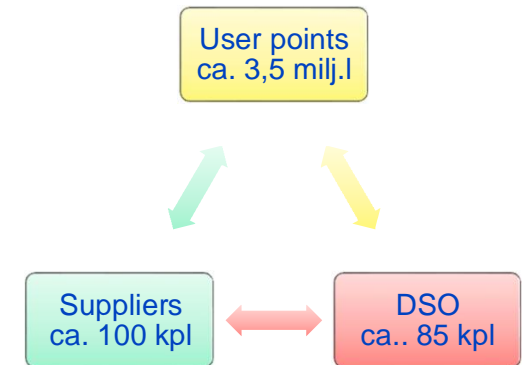 User points
ca. 3,5 milj.l
Suppliers
ca. 100 kpl
DSO
ca.. 85 kpl